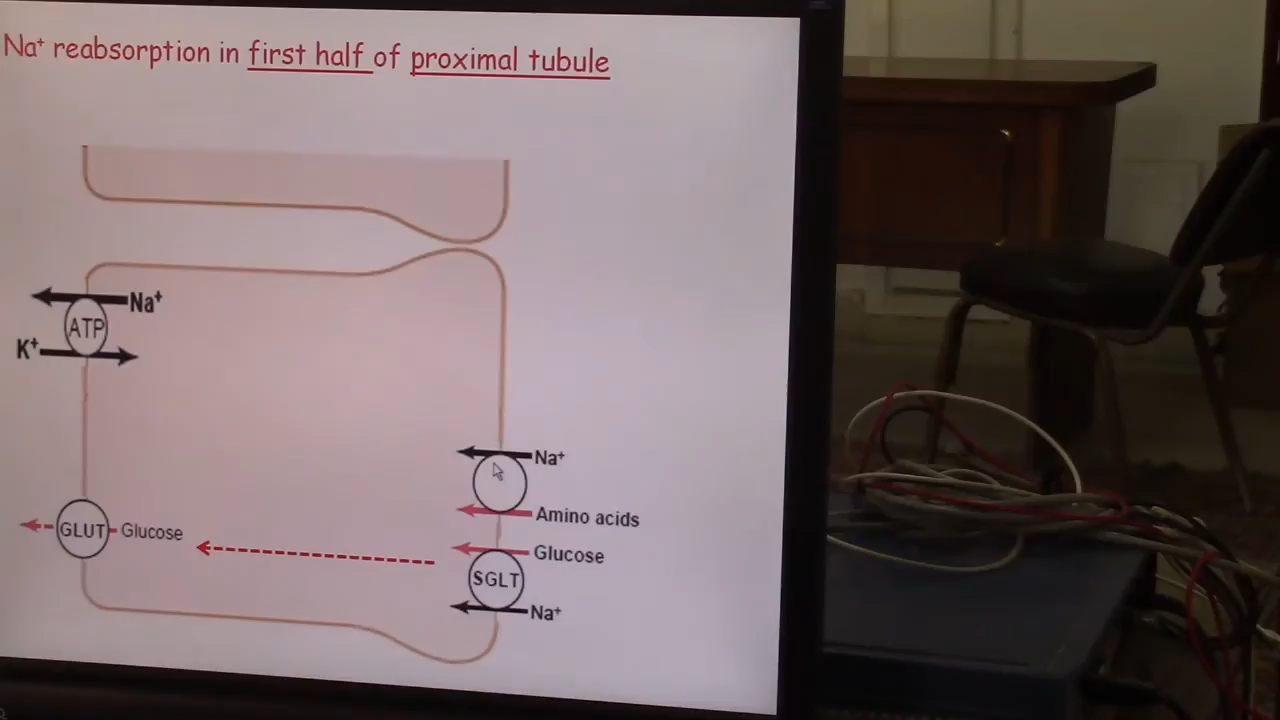 Na⁺ reabsorption in first half of proximal tubule
Na⁺
ATP
K⁺
Na⁺
Amino acids
GLUT
Glucose
Glucose
SGLT
Na⁺